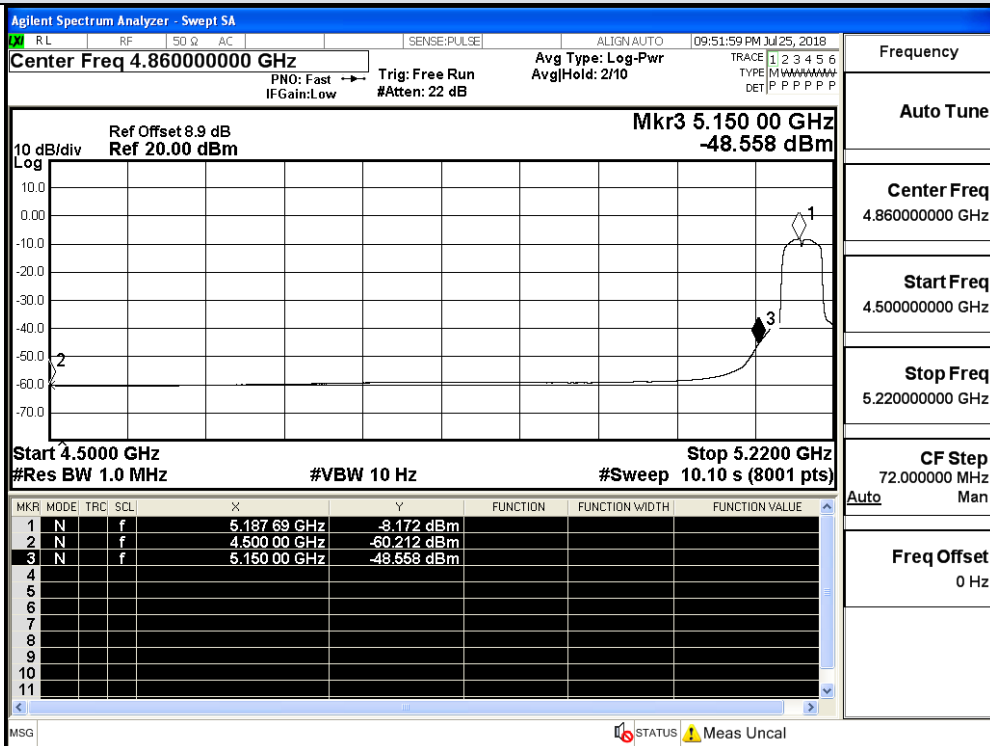 Agilent Spectrum Analyzer - Swept SA
LXI RL RF 50 Ω AC SENSE:PULSE ALIGN AUTO 09:51:59 PM Jul 25, 2018
Center Freq 4.860000000 GHz
PNO: Fast
IFGain:Low
Trig: Free Run
#Atten: 22 dB
Avg Type: Log-Pwr
Avg|Hold: 2/10
TRACE 1 2 3 4 5 6
TYPE M
DET P P P P P P
Mkr3 5.150 00 GHz
-48.558 dBm
Ref Offset 8.9 dB
10 dB/div Ref 20.00 dBm
Log
10.0
0.00
-10.0
-20.0
-30.0
-40.0
-50.0
-60.0
-70.0
1
2
3
Start 4.5000 GHz Stop 5.2200 GHz
#Res BW 1.0 MHz #VBW 10 Hz #Sweep 10.10 s (8001 pts)
MKR MODE TRC SCL X Y FUNCTION FUNCTION WIDTH FUNCTION VALUE
1 N f 5.187 69 GHz -8.172 dBm
2 N f 4.500 00 GHz -60.212 dBm
3 N f 5.150 00 GHz -48.558 dBm
4
5
6
7
8
9
10
11
MSG STATUS Meas Uncal
Frequency
Auto Tune
Center Freq
4.860000000 GHz
Start Freq
4.500000000 GHz
Stop Freq
5.220000000 GHz
CF Step
72.000000 MHz
Auto Man
Freq Offset
0 Hz